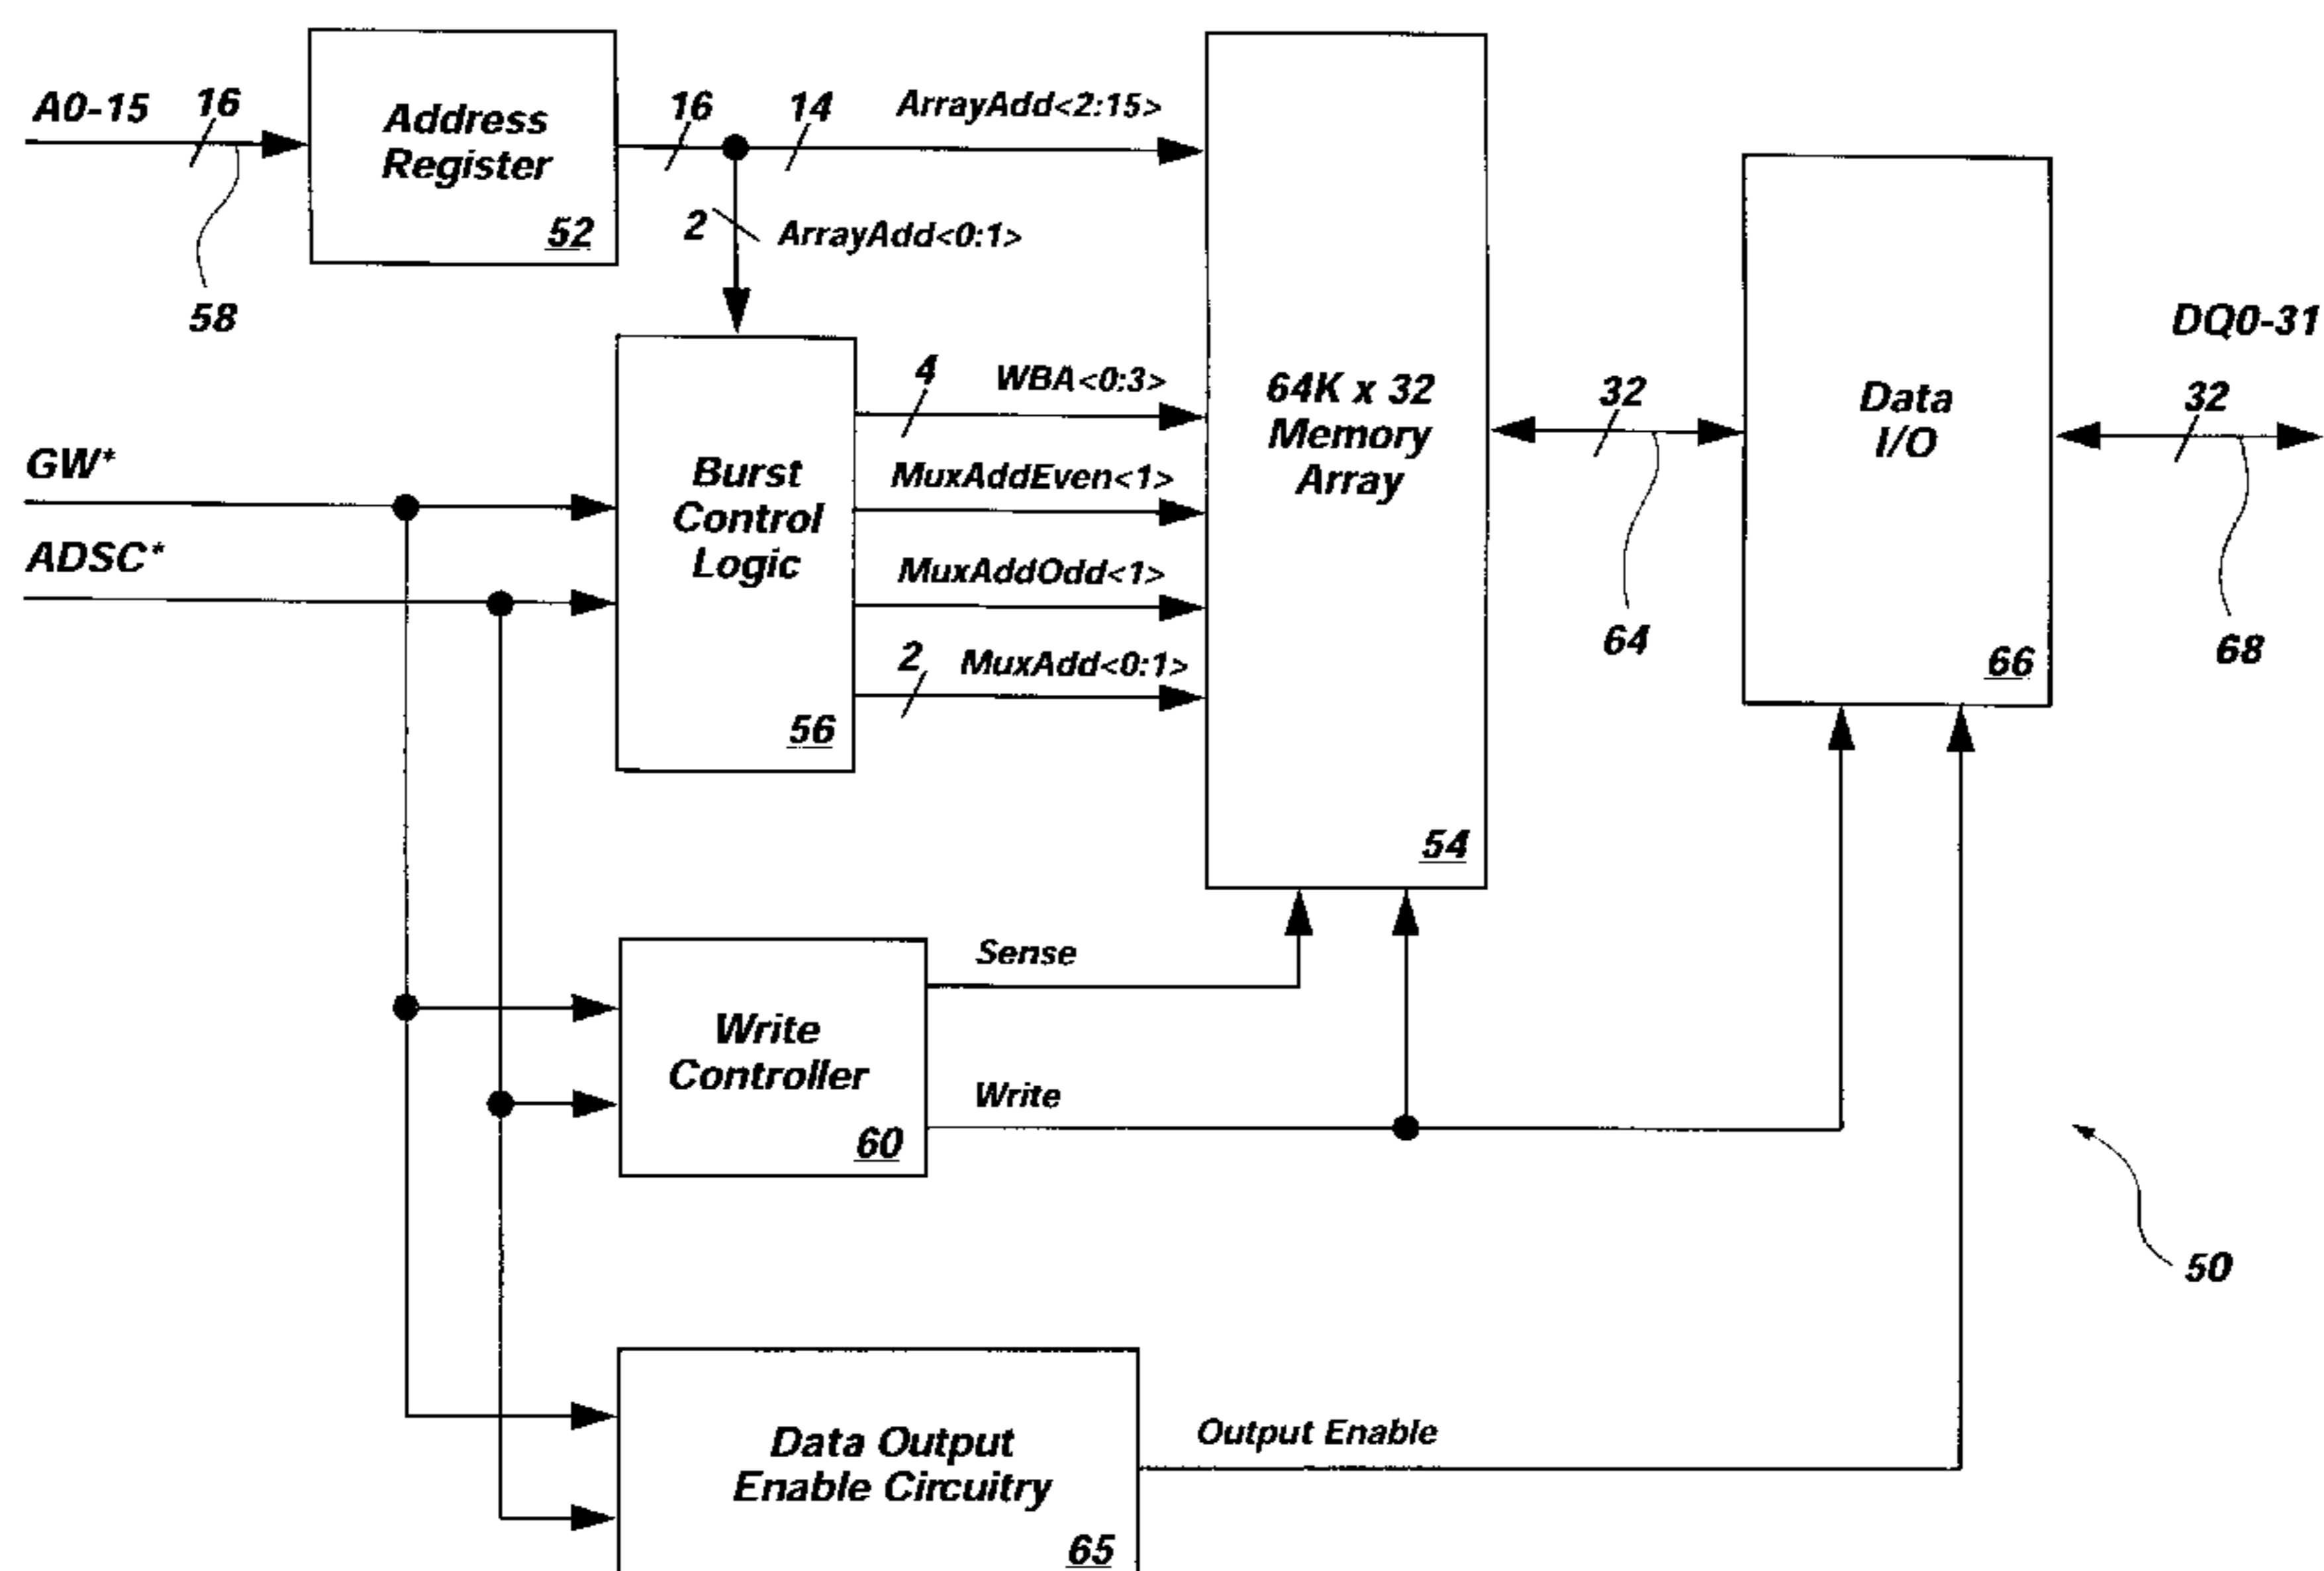 A0-15
16
Address
Register
52
58
16
14
ArrayAdd<2:15>
2
ArrayAdd<0:1>
GW*
ADSC*
Burst
Control
Logic
56
4
WBA<0:3>
MuxAddEven<1>
MuxAddOdd<1>
2
MuxAdd<0:1>
64K x 32
Memory
Array
54
32
64
Data
I/O
66
DQ0-31
32
68
Write
Controller
60
Sense
Write
50
Data Output
Enable Circuitry
65
Output Enable